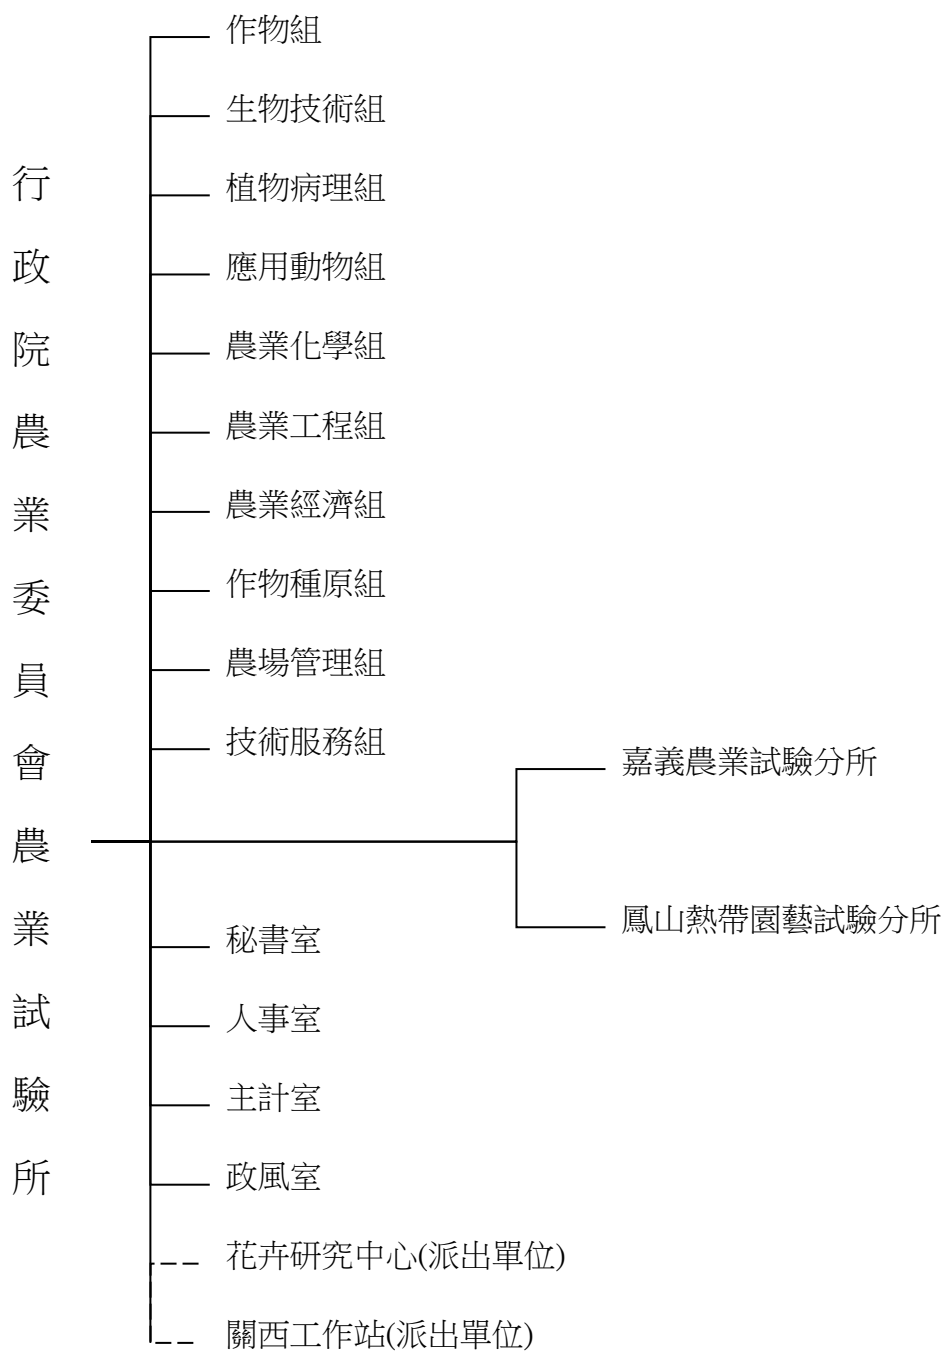 行政院農業委員會農業試驗所
作物組
生物技術組
植物病理組
應用動物組
農業化學組
農業工程組
農業經濟組
作物種原組
農場管理組
技術服務組
嘉義農業試驗分所
鳳山熱帶園藝試驗分所
秘書室
人事室
主計室
政風室
花卉研究中心(派出單位)
關西工作站(派出單位)